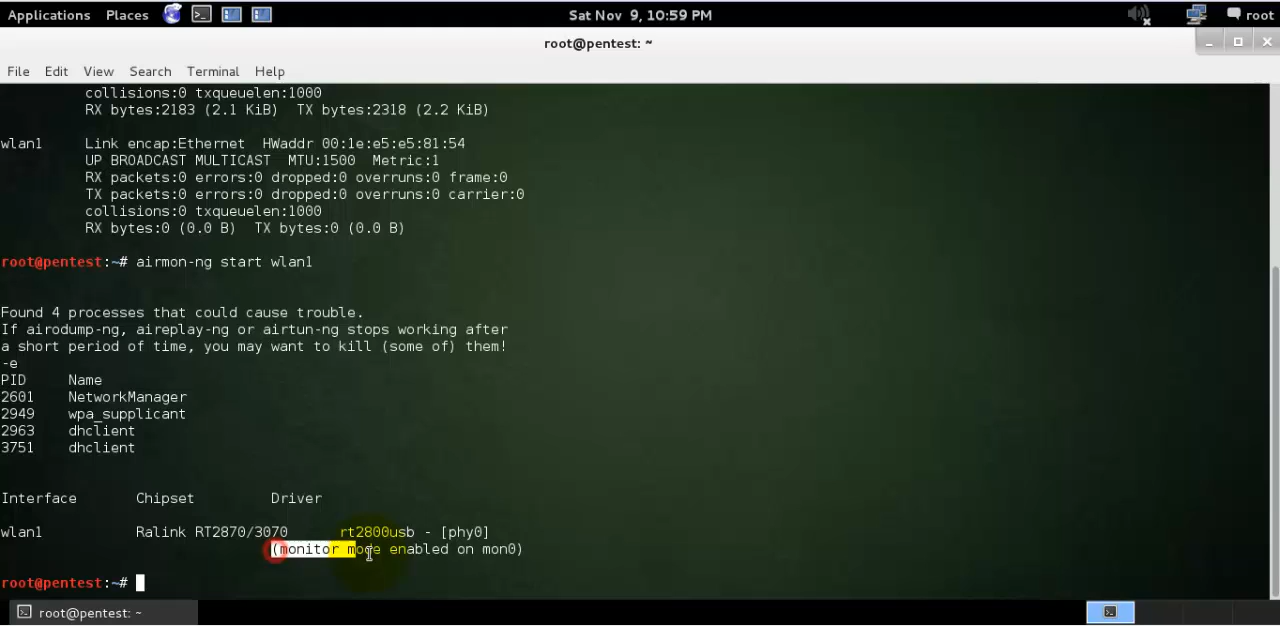 Applications Places Sat Nov 9, 10:59 PM root
root@pentest: ~
File Edit View Search Terminal Help
collisions:0 txqueuelen:1000
RX bytes:2183 (2.1 KiB) TX bytes:2318 (2.2 KiB)
wlan1 Link encap:Ethernet HWaddr 00:1e:e5:e5:81:54
UP BROADCAST MULTICAST MTU:1500 Metric:1
RX packets:0 errors:0 dropped:0 overruns:0 frame:0
TX packets:0 errors:0 dropped:0 overruns:0 carrier:0
collisions:0 txqueuelen:1000
RX bytes:0 (0.0 B) TX bytes:0 (0.0 B)
root@pentest:~# airmon-ng start wlan1
Found 4 processes that could cause trouble.
If airodump-ng, aireplay-ng or airtun-ng stops working after
a short period of time, you may want to kill (some of) them!
-e
PID Name
2601 NetworkManager
2949 wpa_supplicant
2963 dhclient
3751 dhclient
Interface Chipset Driver
wlan1 Ralink RT2870/3070 rt2800usb - [phy0]
(monitor mode enabled on mon0)
root@pentest:~#
root@pentest: ~